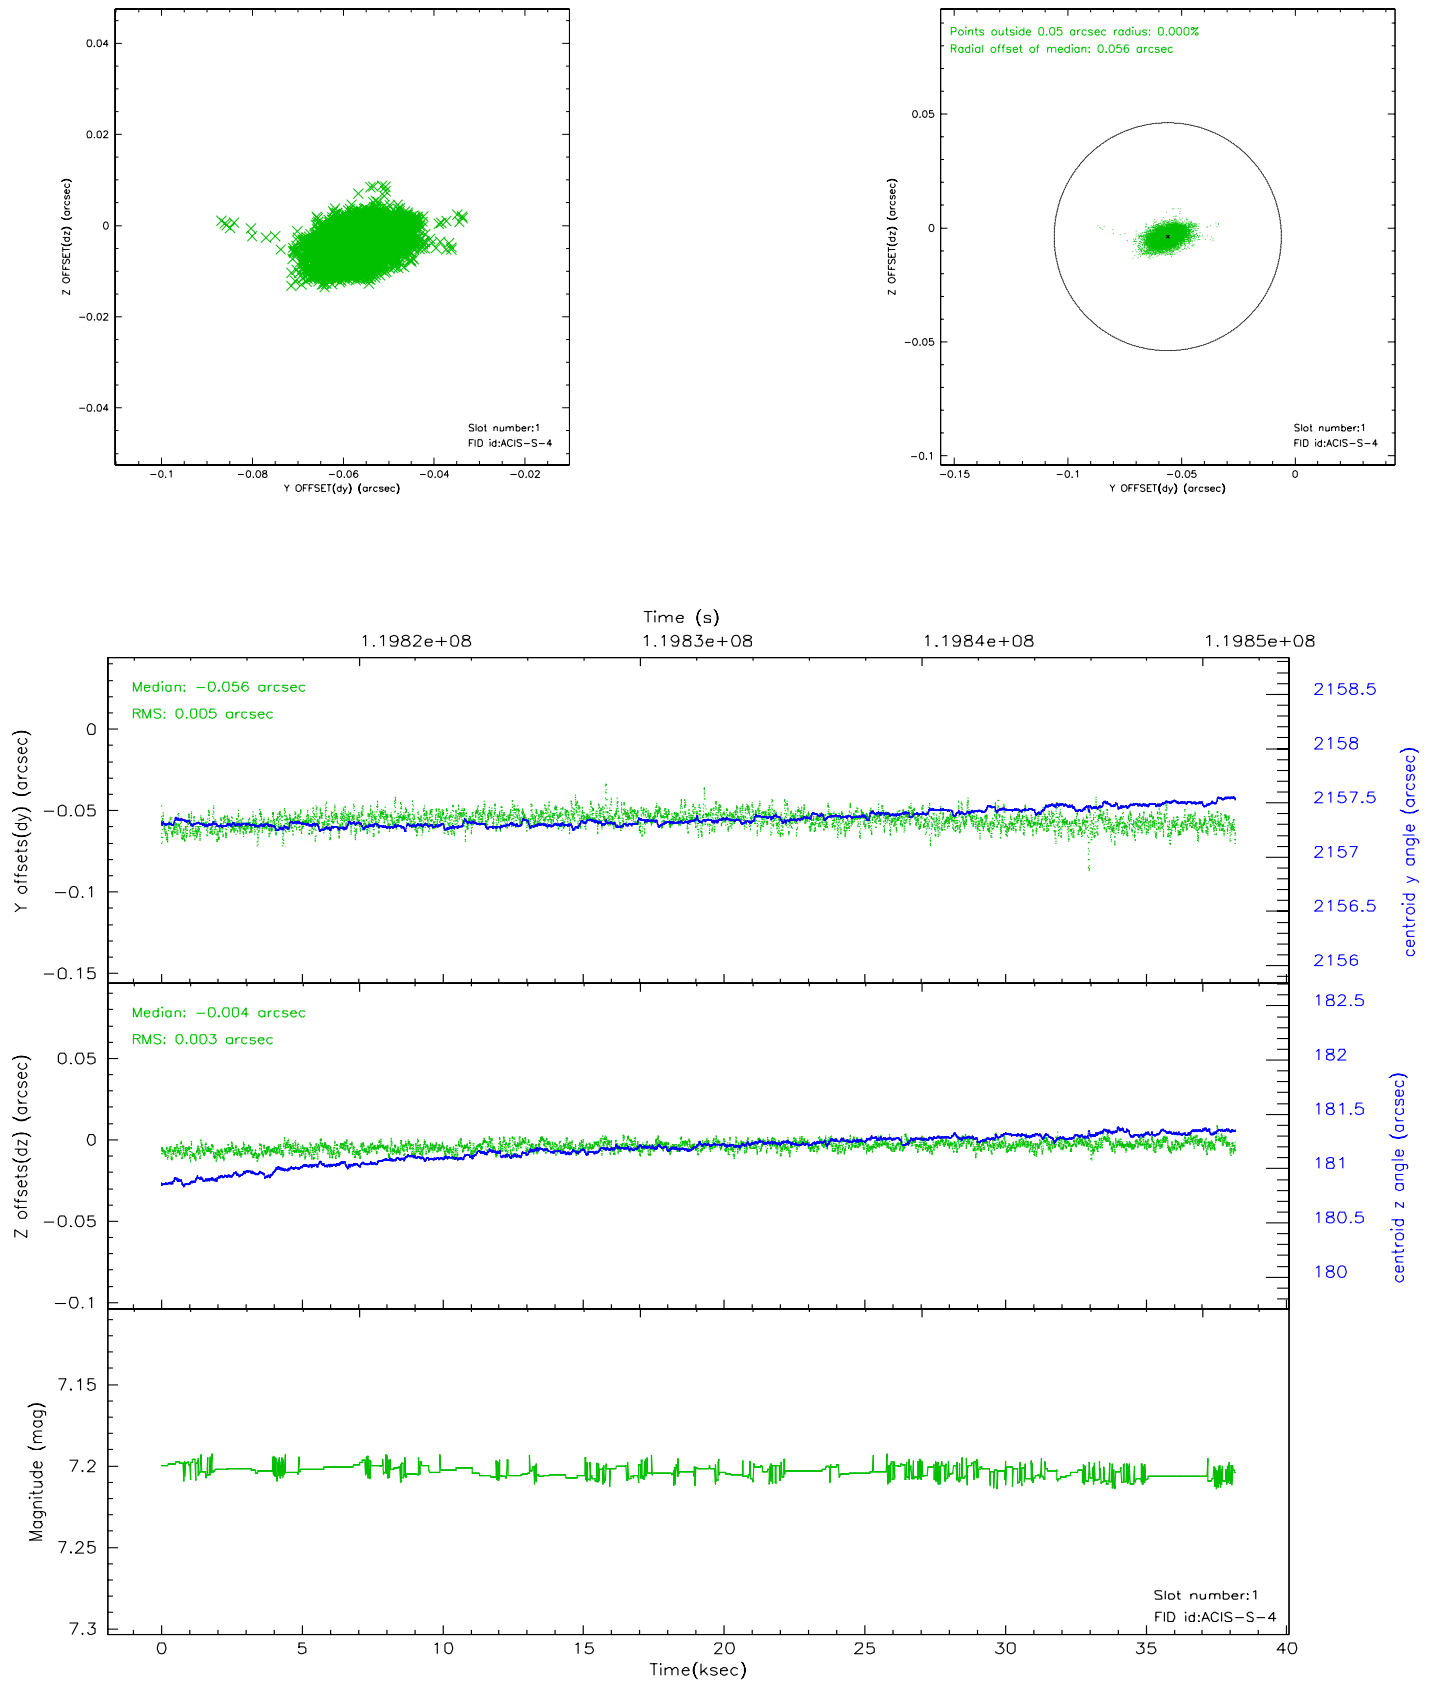 0.04
0.02
0
−0.02
−0.04
Z OFFSET(dz) (arcsec)
Slot number:1
FID id:ACIS−S−4
−0.1
−0.08
−0.06
−0.04
−0.02
Y OFFSET(dy) (arcsec)
Points outside 0.05 arcsec radius: 0.000%
Radial offset of median: 0.056 arcsec
0.05
0
−0.05
−0.1
Z OFFSET(dz) (arcsec)
Slot number:1
FID id:ACIS−S−4
−0.15
−0.1
−0.05
0
Y OFFSET(dy) (arcsec)
Time (s)
1.1982e+08
1.1983e+08
1.1984e+08
1.1985e+08
Median: −0.056 arcsec
RMS: 0.005 arcsec
0
−0.05
−0.1
−0.15
Y offsets(dy) (arcsec)
2158.5
2158
2157.5
2157
2156.5
2156
centroid y angle (arcsec)
Median: −0.004 arcsec
RMS: 0.003 arcsec
0.05
0
−0.05
−0.1
Z offsets(dz) (arcsec)
182.5
182
181.5
181
180.5
180
centroid z angle (arcsec)
7.15
7.2
7.25
7.3
Magnitude (mag)
Slot number:1
FID id:ACIS−S−4
0
5
10
15
20
25
30
35
40
Time(ksec)